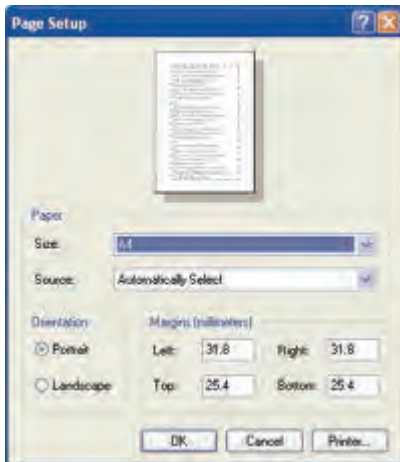 Page Setup
Paper
Size: A4
Source: Automatically Select
Orientation
Portrait
Landscape
Margins (millimeters)
Left: 31.8 Right: 31.8
Top: 25.4 Bottom: 25.4
OK Cancel Printer...